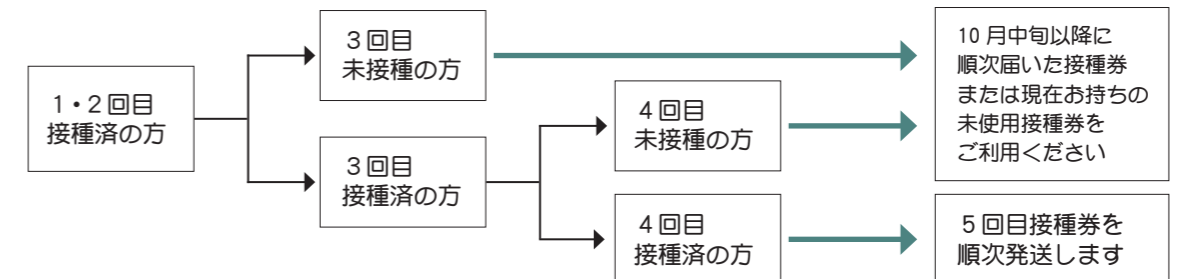 1・2回目
接種済の方
3回目
未接種の方
3回目
接種済の方
4回目
未接種の方
4回目
接種済の方
10月中旬以降に
順次届いた接種券
または現在お持ちの
未使用接種券を
ご利用ください
5回目接種券を
順次発送します